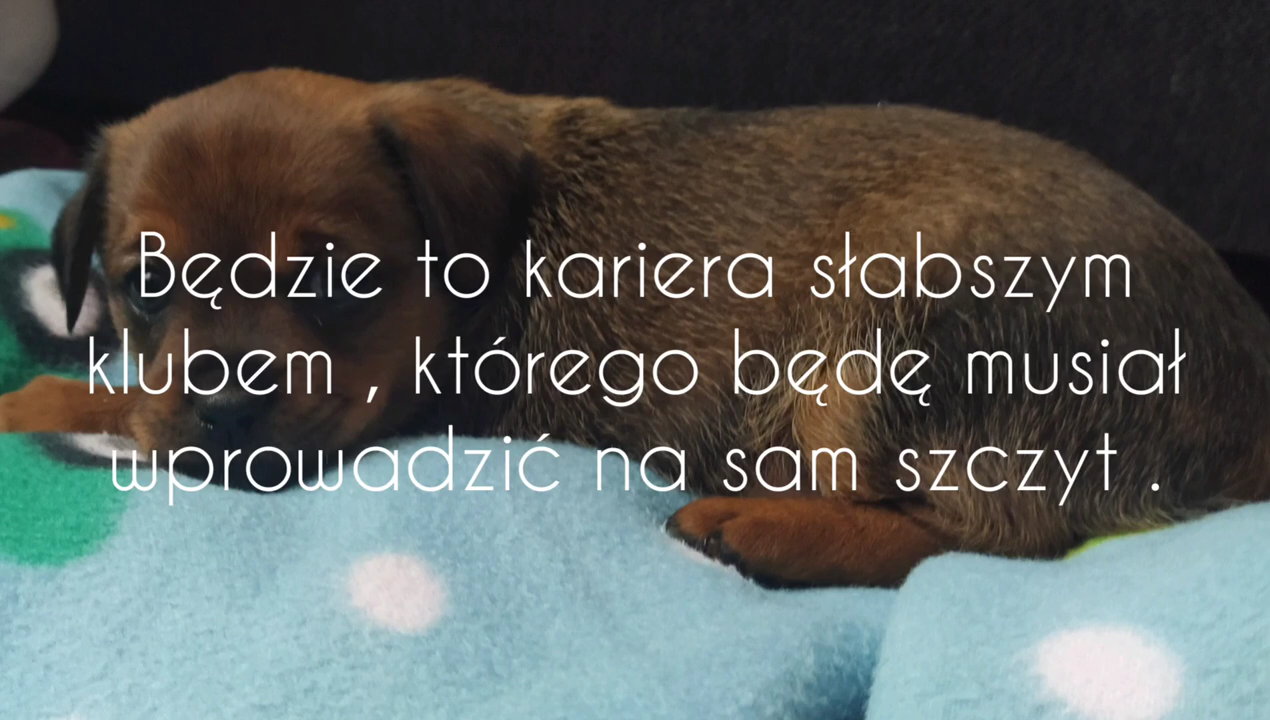 Będzie to kariera słabszym
klubem , którego będę musiał
wprowadzić na sam szczyt .